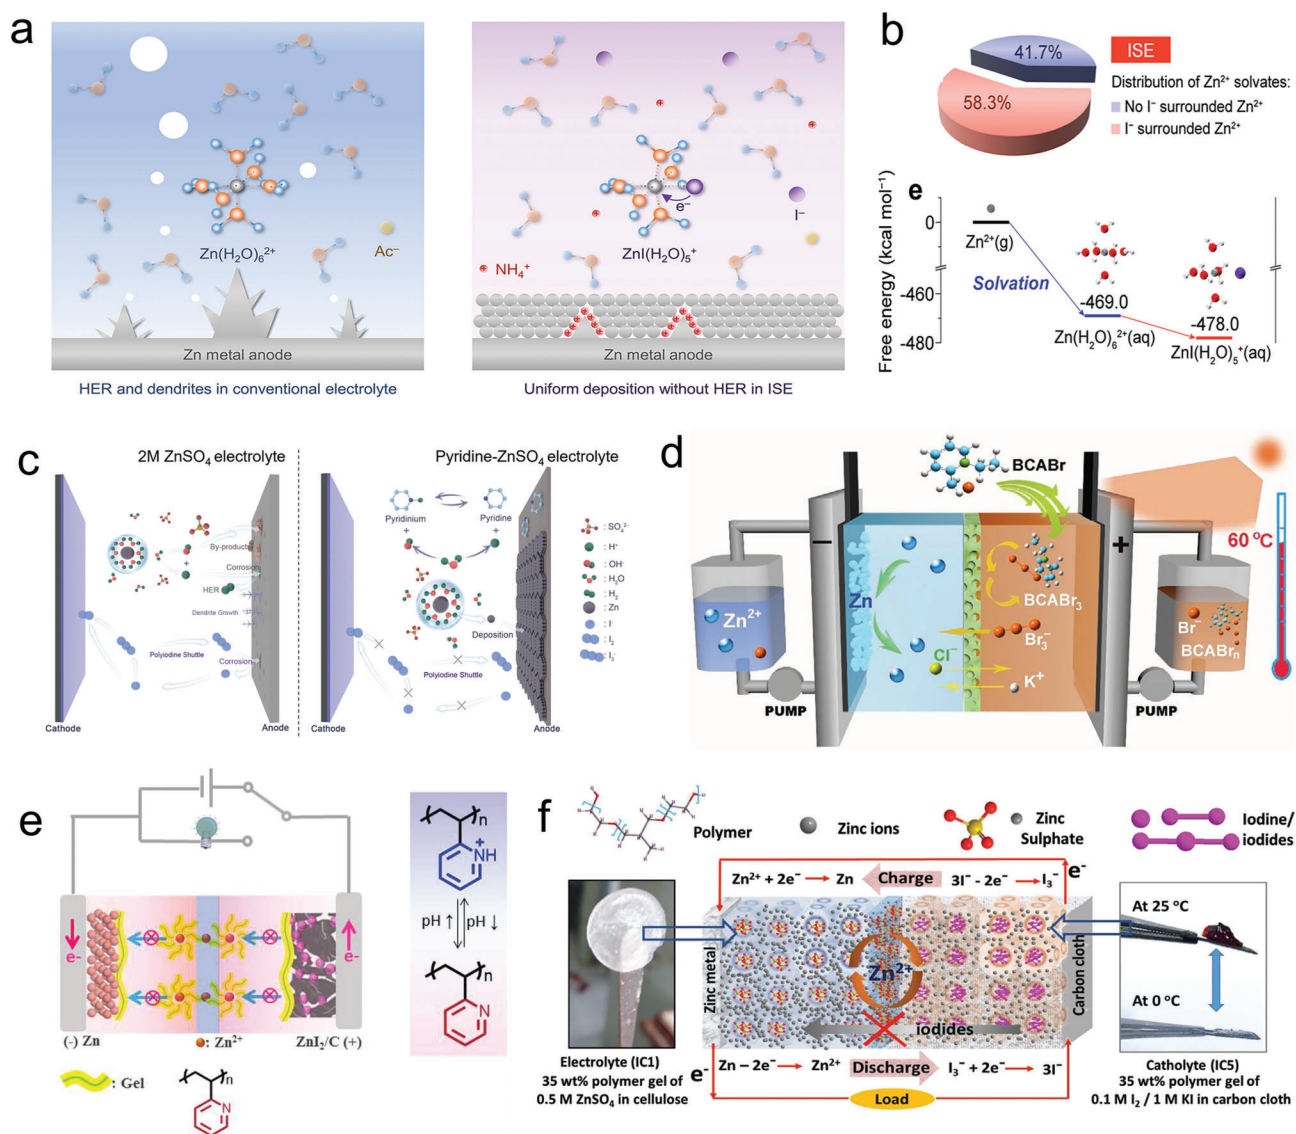 a
Zn(H₂O)₆²⁺
Ac⁻
Zn metal anode
HER and dendrites in conventional electrolyte
e⁻
I⁻
ZnI(H₂O)₅⁺
NH₄⁺
Zn metal anode
Uniform deposition without HER in ISE
b
41.7%
58.3%
ISE
Distribution of Zn²⁺ solvates:
No I⁻ surrounded Zn²⁺
I⁻ surrounded Zn²⁺
e
Free energy (kcal mol⁻¹)
0
-460
-480
Zn²⁺(g)
Solvation
-469.0
Zn(H₂O)₆²⁺(aq)
-478.0
ZnI(H₂O)₅⁺(aq)
c
2M ZnSO₄ electrolyte
By-product
Corrosion
HER
Dendrite Growth
Polyiodine Shuttle
Corrosion
Cathode
Anode
Pyridine-ZnSO₄ electrolyte
Pyridinium
Pyridine
+
+
Deposition
Polyiodine Shuttle
Cathode
Anode
: SO₄²⁻
: H⁺
: OH⁻
: H₂O
: H₂
: Zn
: I⁻
: I₂
: I₃⁻
d
BCABr
60 °C
−
+
Zn
BCABr₃
Br₃⁻
Cl⁻
K⁺
Zn²⁺
Br⁻
BCABrₙ
PUMP
PUMP
e
e-
e-
(-) Zn
: Zn²⁺
ZnI₂/C (+)
: Gel
n
N
n
NH
+
pH ↑
pH ↓
n
N
f
Polymer
Zinc ions
Zinc
Sulphate
Iodine/
iodides
Zn²⁺ + 2e⁻ → Zn
Charge
3I⁻ - 2e⁻ → I₃⁻
e⁻
Zinc metal
Zn²⁺
iodides
Carbon cloth
At 25 °C
At 0 °C
e⁻
Zn − 2e⁻ → Zn²⁺
Discharge
I₃⁻ + 2e⁻ → 3I⁻
Load
Electrolyte (IC1)
35 wt% polymer gel of
0.5 M ZnSO₄ in cellulose
Catholyte (IC5)
35 wt% polymer gel of
0.1 M I₂ / 1 M KI in carbon cloth